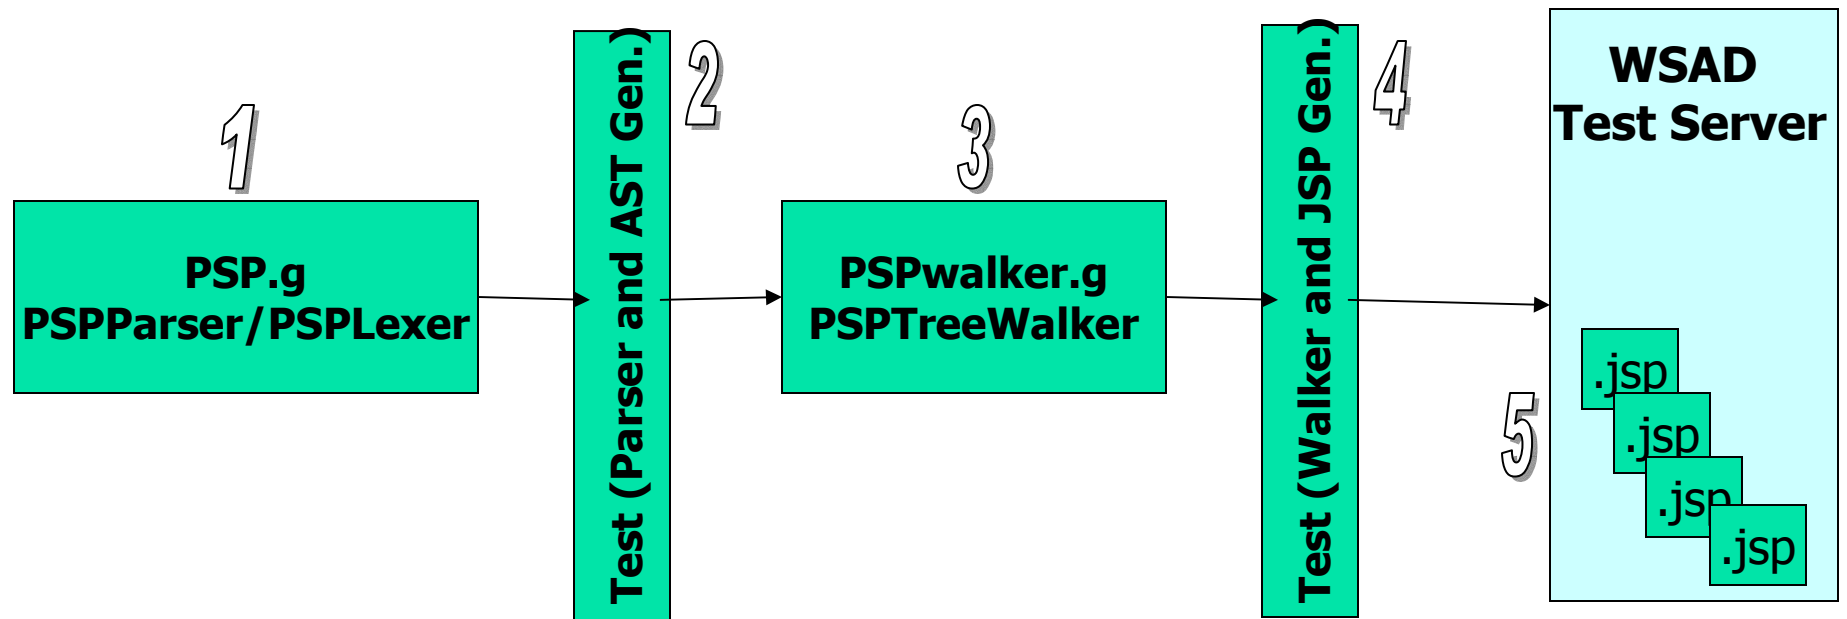 1
PSP.g
PSPParser/PSPLexer
2
Test (Parser and AST Gen.)
3
PSPwalker.g
PSPTreeWalker
4
Test (Walker and JSP Gen.)
5
WSAD
Test Server
.jsp
.jsp
.jsp
.jsp